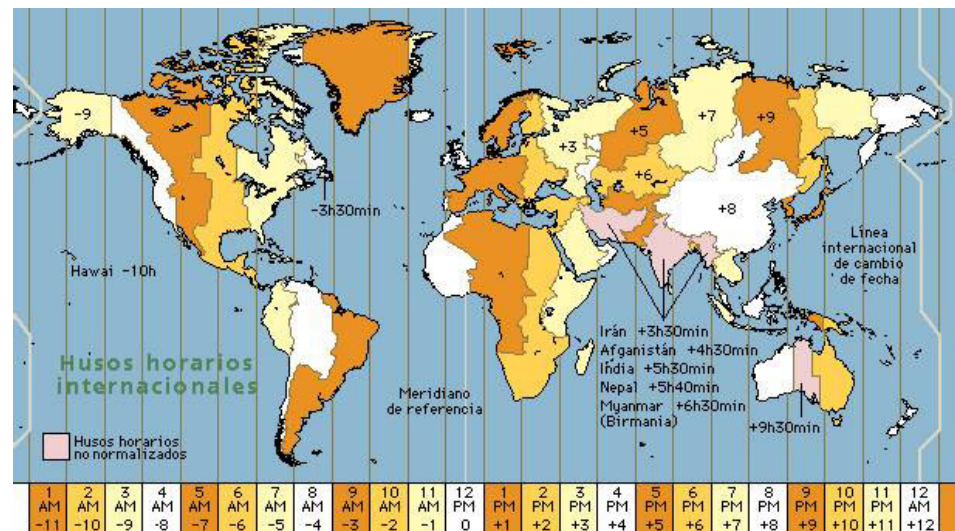 -9
+3
+5
+7
+9
+6
+8
-3h30min
Hawai -10h
Línea
internacional
de cambio
de fecha
Husos horarios
internacionales
Meridiano
de referencia
Irán +3h30min
Afganistán +4h30min
India +5h30min
Nepal +5h40min
Myanmar +6h30min
(Birmania)
+9h30min
Husos horarios
no normalizados
1 2 3 4 5 6 7 8 9 10 11 12 1 2 3 4 5 6 7 8 9 10 11 12
AM AM AM AM AM AM AM AM AM AM AM PM PM PM PM PM PM PM PM PM PM PM PM AM
-11 -10 -9 -8 -7 -6 -5 -4 -3 -2 -1 0 +1 +2 +3 +4 +5 +6 +7 +8 +9 +10 +11 +12